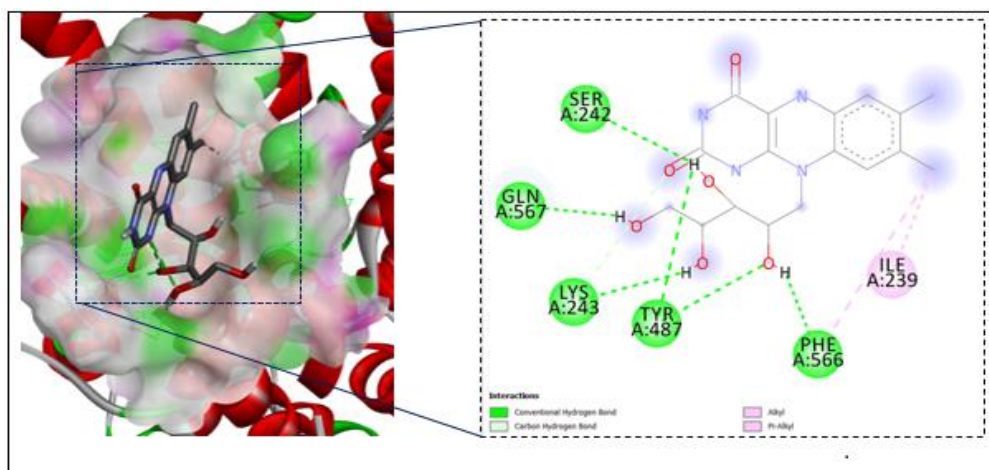 O
SER
A:242
N
N
O
N
N
H
O
GLN
A:567
H
O
O
H
O
H
LYS
A:243
TYR
A:487
ILE
A:239
PHE
A:566
Interactions
Conventional Hydrogen Bond
Carbon Hydrogen Bond
Alkyl
Pi-Alkyl